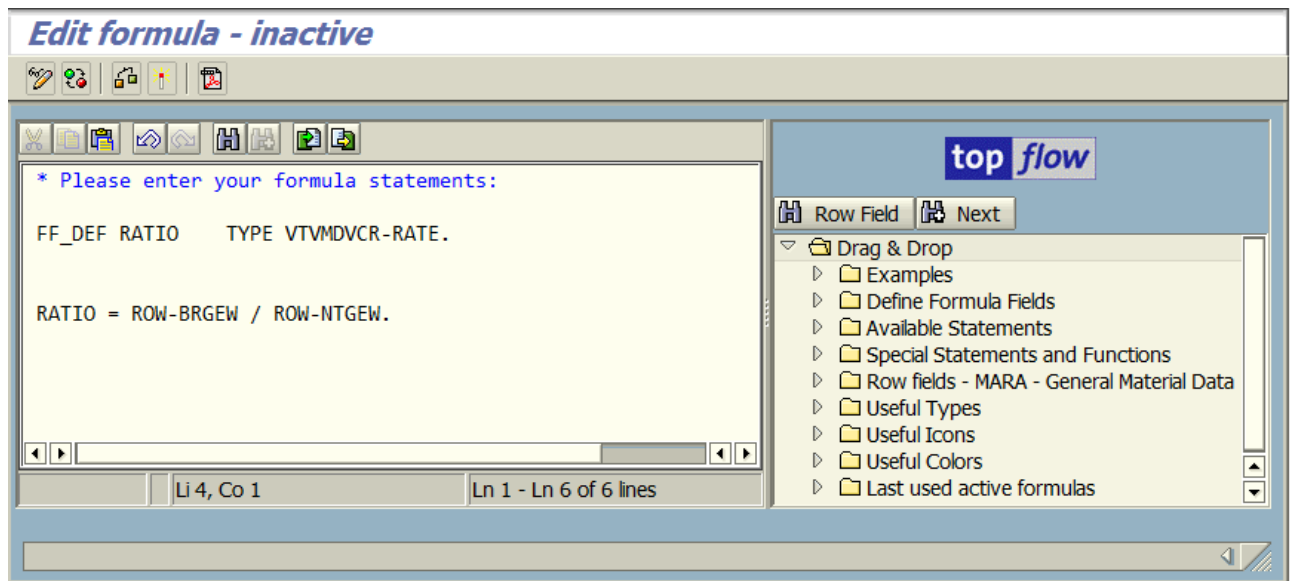 Edit formula - inactive
* Please enter your formula statements:
FF_DEF RATIO    TYPE VTVMDVCR-RATE.
RATIO = ROW-BRGEW / ROW-NTGEW.
Li 4, Co 1
Ln 1 - Ln 6 of 6 lines
top flow
Row Field Next
Drag & Drop
Examples
Define Formula Fields
Available Statements
Special Statements and Functions
Row fields - MARA - General Material Data
Useful Types
Useful Icons
Useful Colors
Last used active formulas